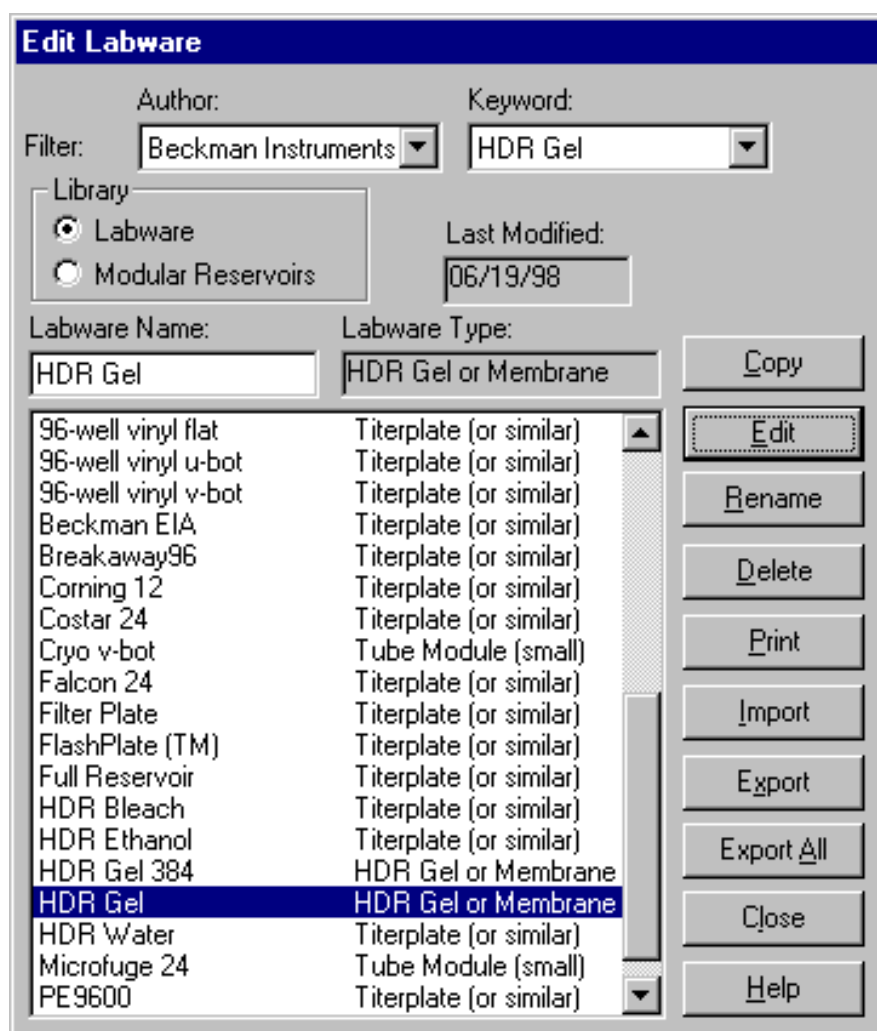 Edit Labware
Author: Keyword:
Filter: Beckman Instruments HDR Gel
Library
Labware
Modular Reservoirs
Last Modified:
06/19/98
Labware Name: Labware Type:
HDR Gel HDR Gel or Membrane
96-well vinyl flat Titerplate (or similar)
96-well vinyl u-bot Titerplate (or similar)
96-well vinyl v-bot Titerplate (or similar)
Beckman EIA Titerplate (or similar)
Breakaway96 Titerplate (or similar)
Corning 12 Titerplate (or similar)
Costar 24 Titerplate (or similar)
Cryo v-bot Tube Module (small)
Falcon 24 Titerplate (or similar)
Filter Plate Titerplate (or similar)
FlashPlate (TM) Titerplate (or similar)
Full Reservoir Titerplate (or similar)
HDR Bleach Titerplate (or similar)
HDR Ethanol Titerplate (or similar)
HDR Gel 384 HDR Gel or Membrane
HDR Gel HDR Gel or Membrane
HDR Water Titerplate (or similar)
Microfuge 24 Tube Module (small)
PE9600 Titerplate (or similar)
Copy
Edit
Rename
Delete
Print
Import
Export
Export All
Close
Help